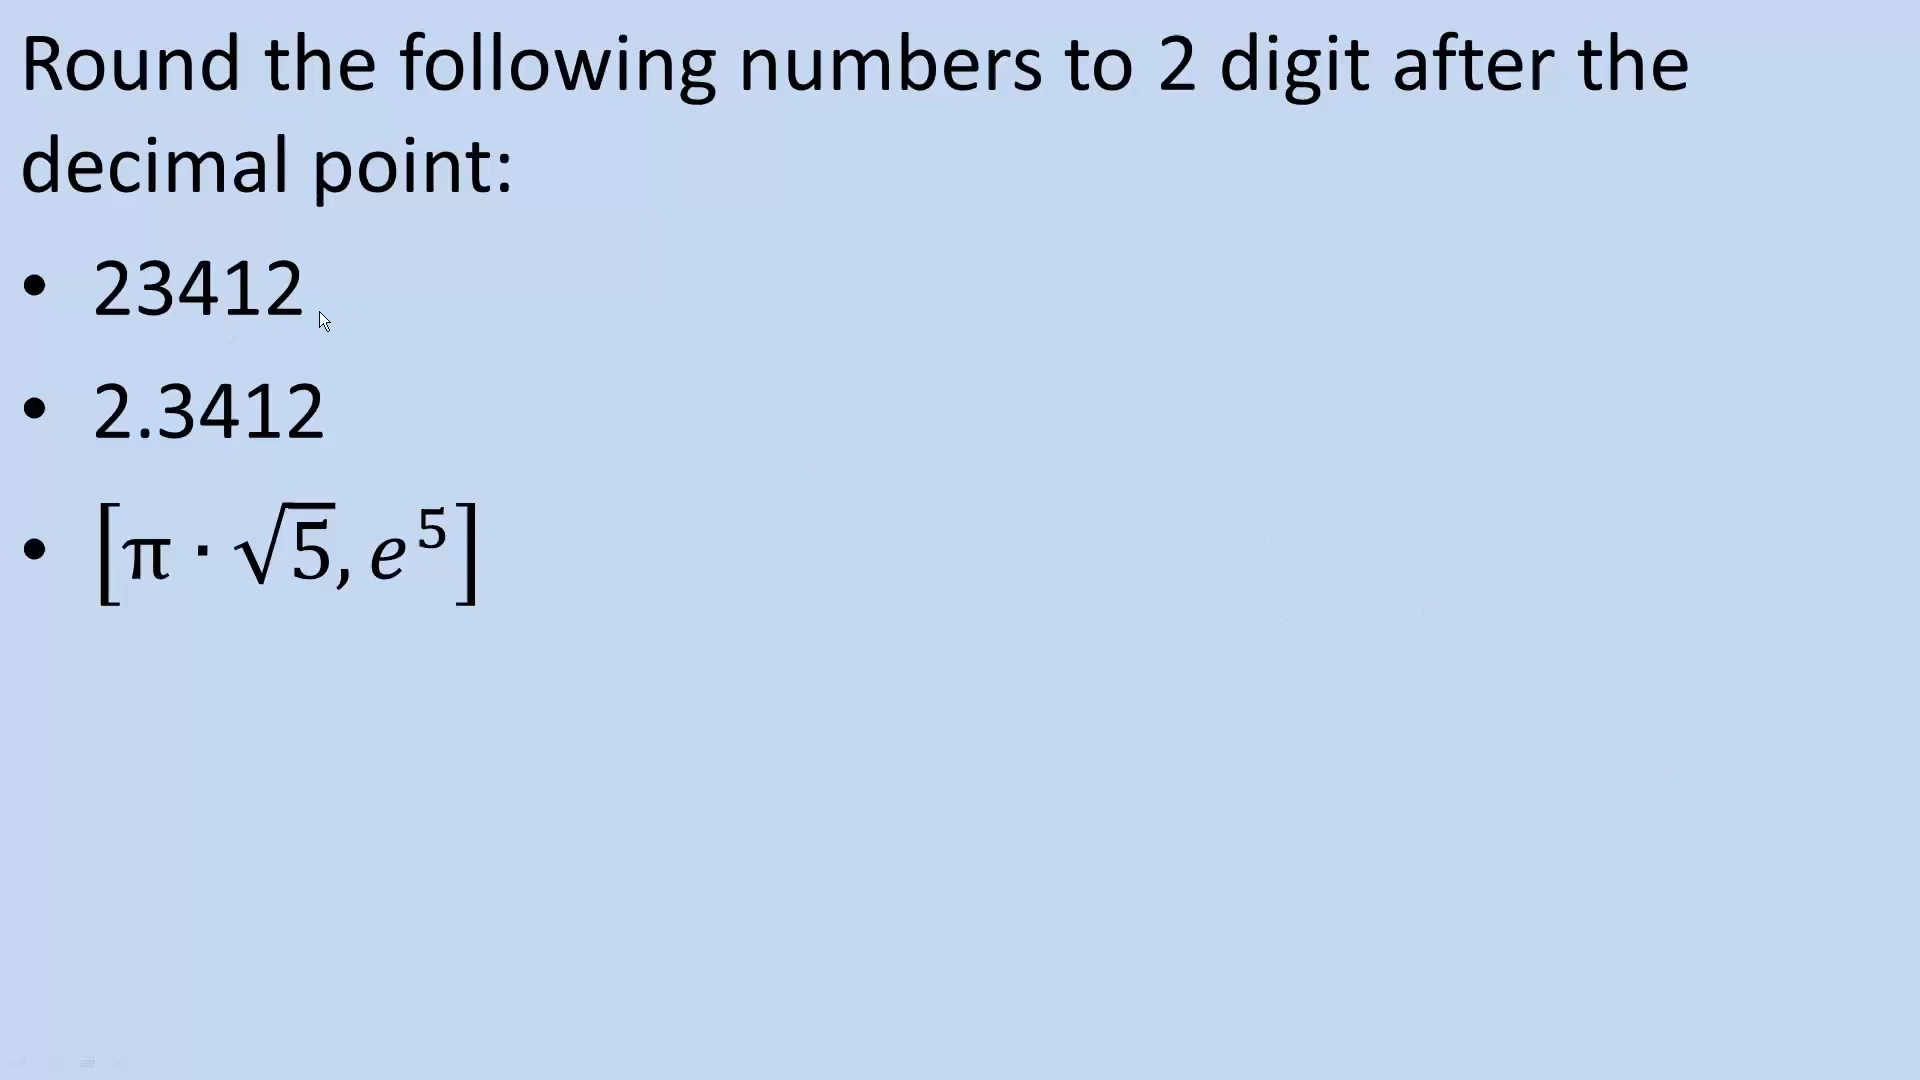 Round the following numbers to 2 digit after the
decimal point:
• 23412
• 2.3412
• [π · √5, e⁵]